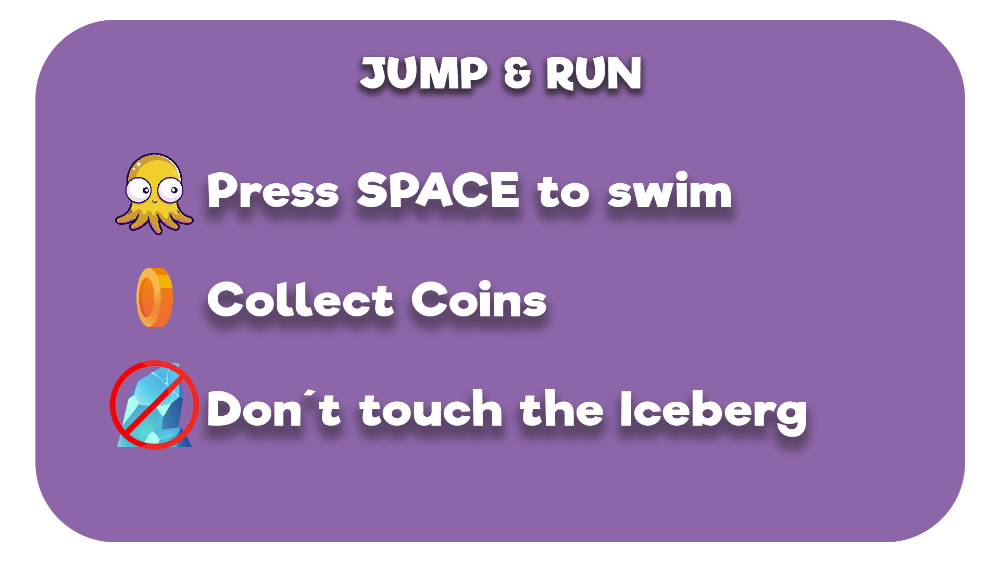 JUMP & RUN
Press SPACE to swim
Collect Coins
Don´t touch the Iceberg